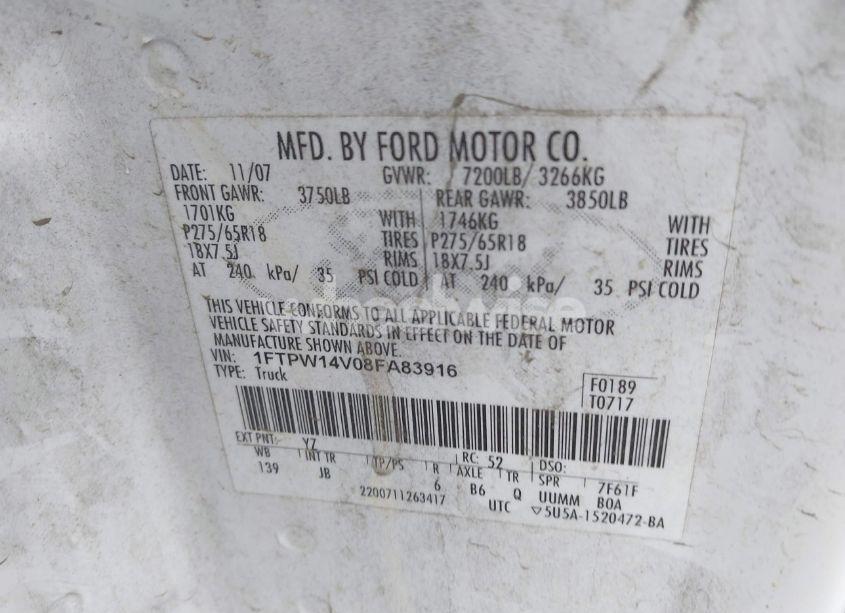 MFD. BY FORD MOTOR CO.
DATE: 11/07 GVWR: 7200LB/ 3266KG
FRONT GAWR: 3750LB REAR GAWR: 3850LB
1701KG WITH 1746KG WITH
P275/65R18 TIRES P275/65R18 TIRES
18X7.5J RIMS 18X7.5J RIMS
AT 240 kPa/ 35 PSI COLD AT 240 kPa/ 35 PSI COLD
THIS VEHICLE CONFORMS TO ALL APPLICABLE FEDERAL MOTOR
VEHICLE SAFETY STANDARDS IN EFFECT ON THE DATE OF
MANUFACTURE SHOWN ABOVE.
VIN: 1FTPW14V08FA83916
TYPE: Truck
F0189
T0717
EXT PNT: YZ RC: 52 DSO:
WB INT TR TP/PS R AXLE TR SPR 7F61F
139 JB 6 B6 Q UUMM BOA
2200711263417 UTC ▽5U5A-1520472-BA